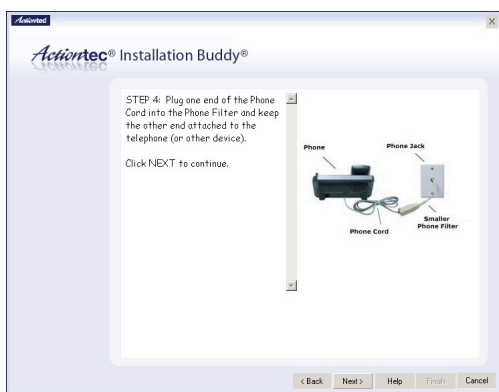 Actiontec
Actiontec® Installation Buddy®
STEP 4: Plug one end of the Phone
Cord into the Phone Filter and keep
the other end attached to the
telephone (or other device).
Click NEXT to continue.
Phone
Phone Jack
Phone Cord
Smaller
Phone Filter
< Back
Next >
Help
Finish
Cancel